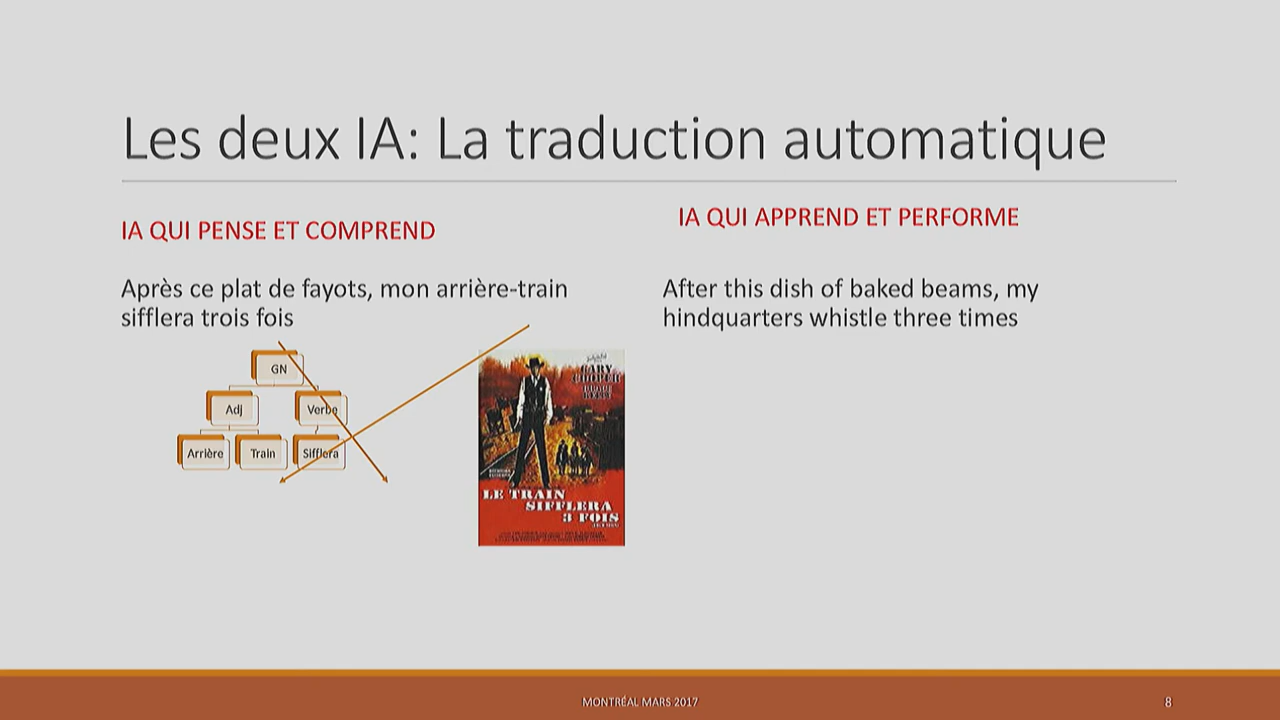 Les deux IA: La traduction automatique
IA QUI PENSE ET COMPREND
Après ce plat de fayots, mon arrière-train
sifflera trois fois
GN
Adj
Verbe
Arrière
Train
Sifflera
GARY
COOPER
LE TRAIN
SIFFLERA
3 FOIS
IA QUI APPREND ET PERFORME
After this dish of baked beams, my
hindquarters whistle three times
MONTRÉAL MARS 2017
8